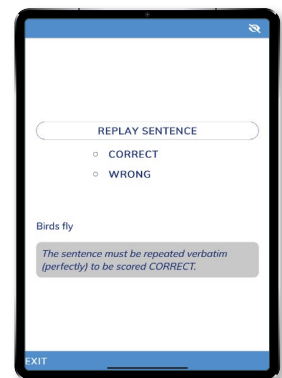 REPLAY SENTENCE
CORRECT
WRONG
Birds fly
The sentence must be repeated verbatim
(perfectly) to be scored CORRECT.
EXIT